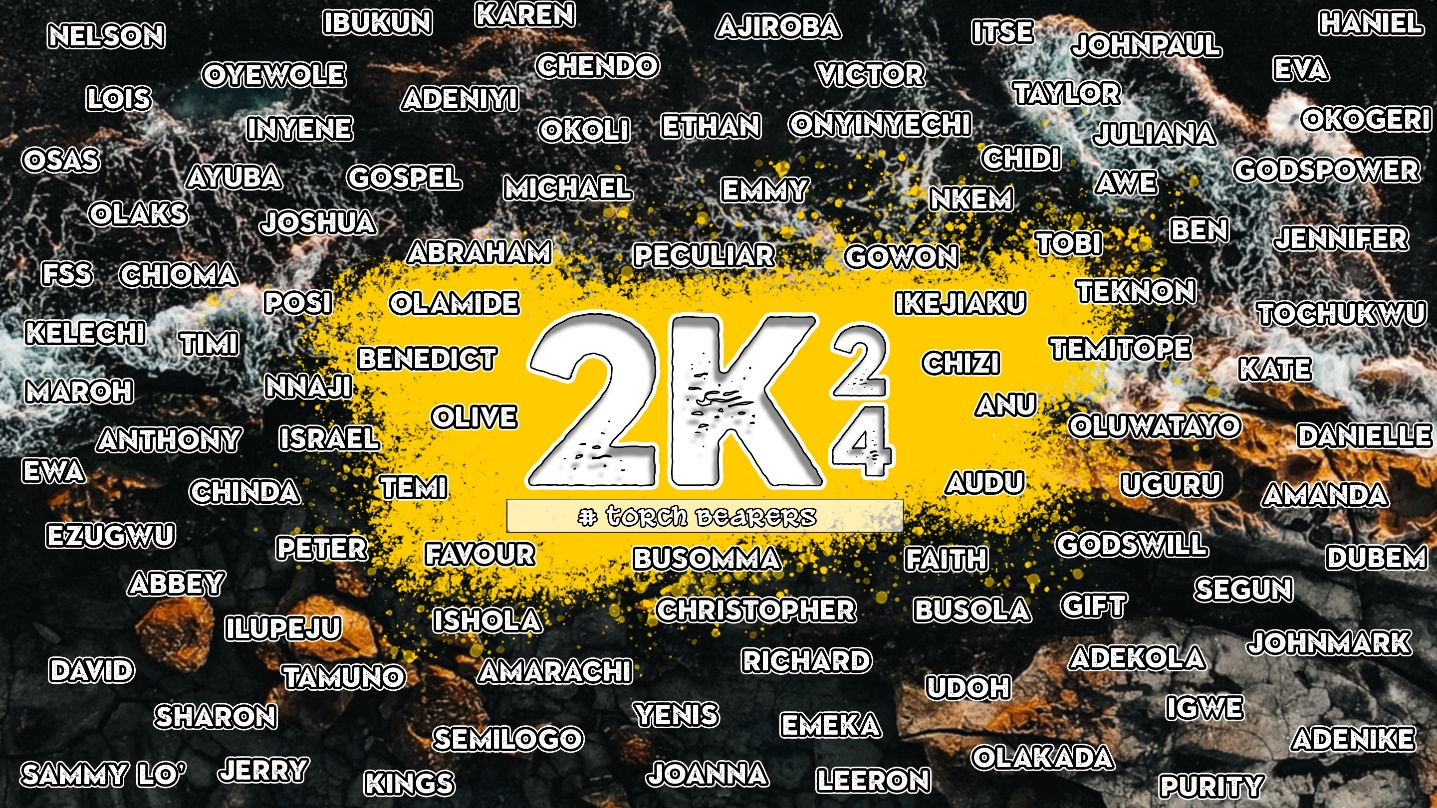 NELSON
IBUKUN
KAREN
AJIROBA
ITSE
JOHNPAUL
HANIEL
OYEWOLE
CHENDO
VICTOR
EVA
LOIS
ADENIYI
TAYLOR
INYENE
OKOLI
ETHAN
ONYINYECHI
JULIANA
OKOGERI
OSAS
AYUBA
GOSPEL
MICHAEL
EMMY
CHIDI
NKEM
AWE
GODSPOWER
OLAKS
JOSHUA
BEN
JENNIFER
ABRAHAM
PECULIAR
GOWON
TOBI
FSS
CHIOMA
POSI
OLAMIDE
IKEJIAKU
TEKNON
TOCHUKWU
KELECHI
TIMI
BENEDICT
CHIZI
TEMITOPE
KATE
MAROH
NNAJI
OLIVE
2K
2
4
ANU
OLUWATAYO
DANIELLE
ANTHONY
ISRAEL
EWA
CHINDA
TEMI
AUDU
UGURU
AMANDA
# TORCH BEARERS
EZUGWU
PETER
FAVOUR
BUSOMMA
FAITH
GODSWILL
DUBEM
ABBEY
SEGUN
ILUPEJU
ISHOLA
CHRISTOPHER
BUSOLA
GIFT
JOHNMARK
DAVID
TAMUNO
AMARACHI
RICHARD
ADEKOLA
UDOH
SHARON
YENIS
EMEKA
IGWE
SEMILOGO
ADENIKE
SAMMY LO'
JERRY
KINGS
JOANNA
LEERON
OLAKADA
PURITY